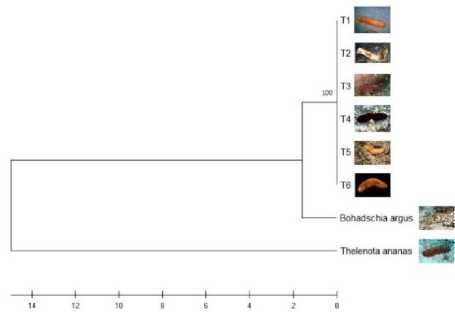 T1
T2
100
T3
T4
T5
T6
Bohadschia argus
Thelenota ananas
14 12 10 8 6 4 2 0